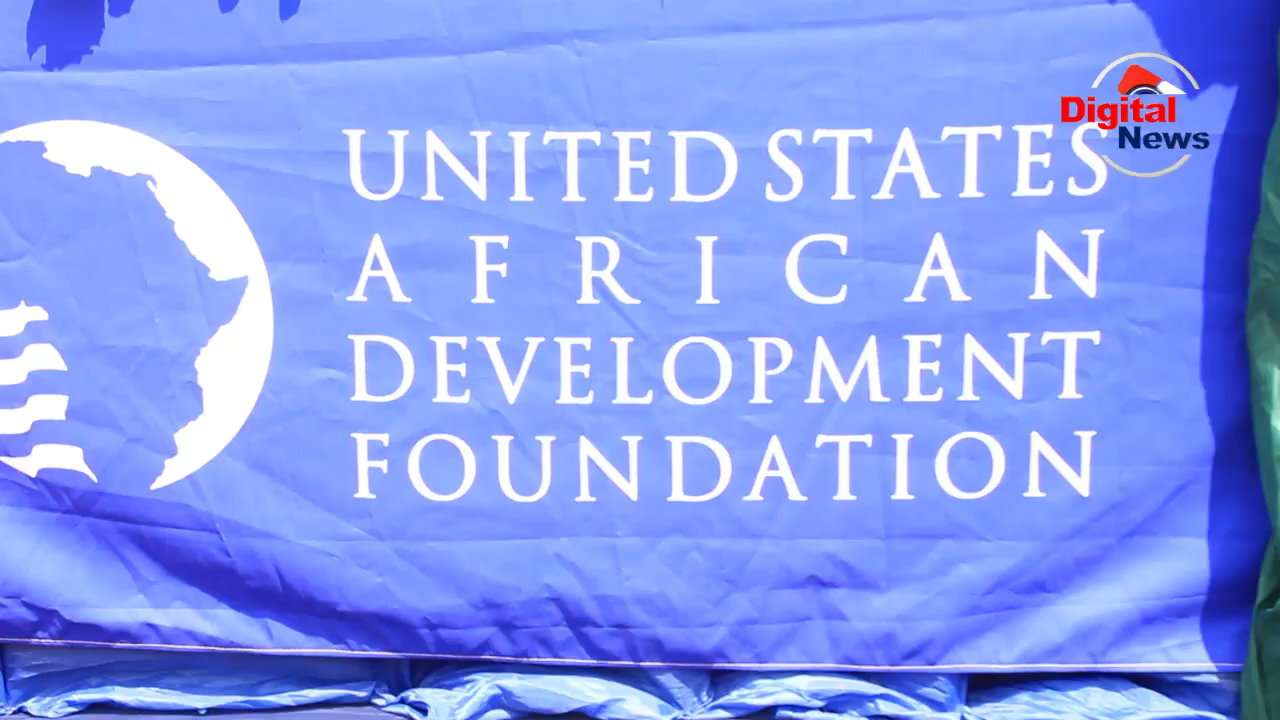 UNITED STATES
AFRICAN
DEVELOPMENT
FOUNDATION
Digital
News